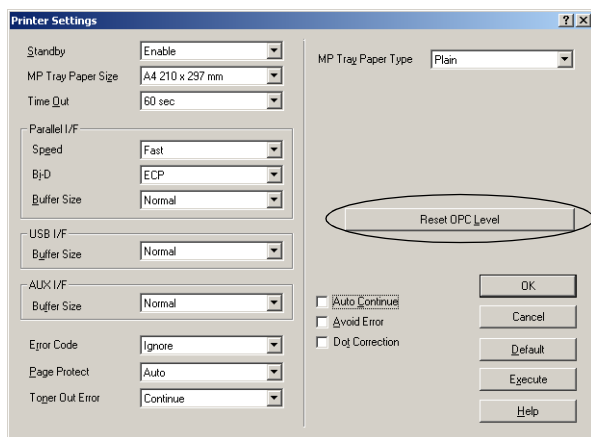 Printer Settings
Standby Enable
MP Tray Paper Size A4 210 x 297 mm
Time Out 60 sec
Parallel I/F
Speed Fast
Bi-D ECP
Buffer Size Normal
USB I/F
Buffer Size Normal
AUX I/F
Buffer Size Normal
Error Code Ignore
Page Protect Auto
Toner Out Error Continue
MP Tray Paper Type Plain
Reset OPC Level
Auto Continue
Avoid Error
Dot Correction
OK
Cancel
Default
Execute
Help